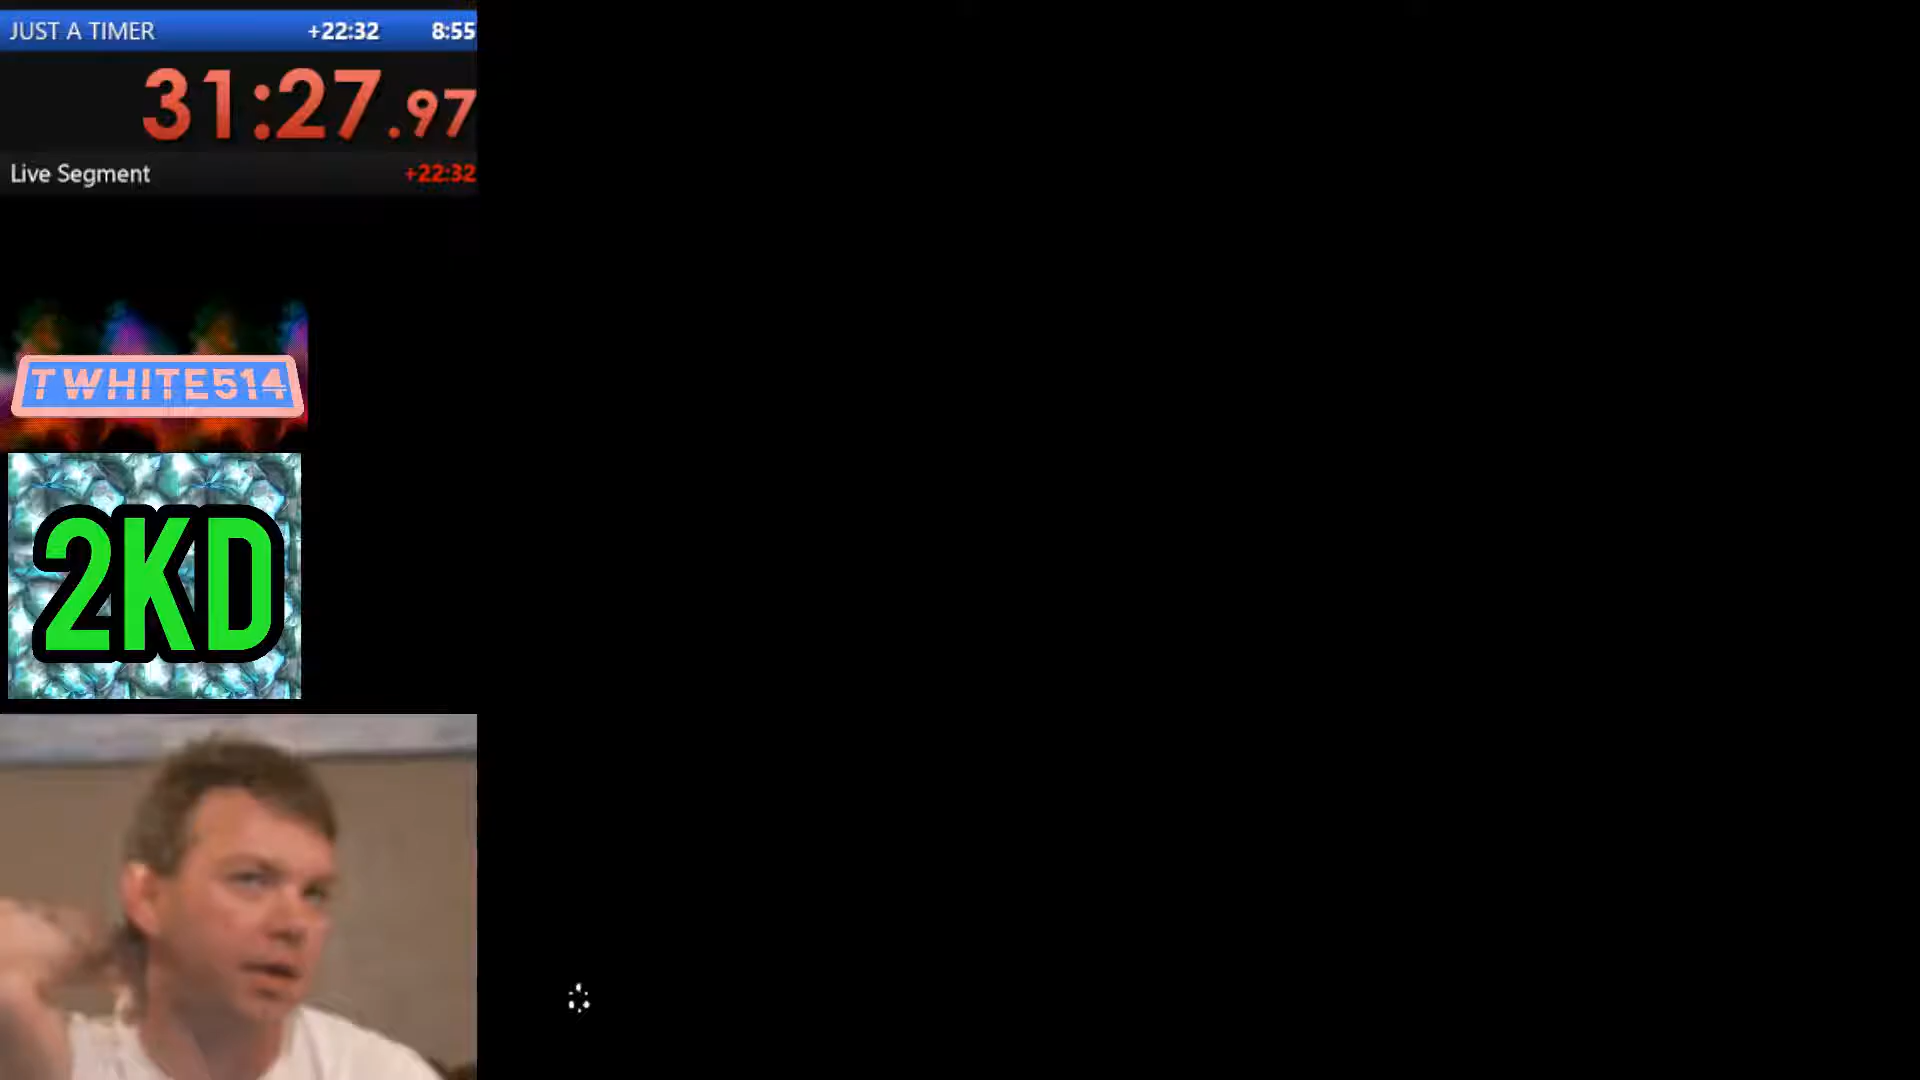 JUST A TIMER +22:32 8:55
31:27.97
Live Segment +22:32
TWHITE514
2KD